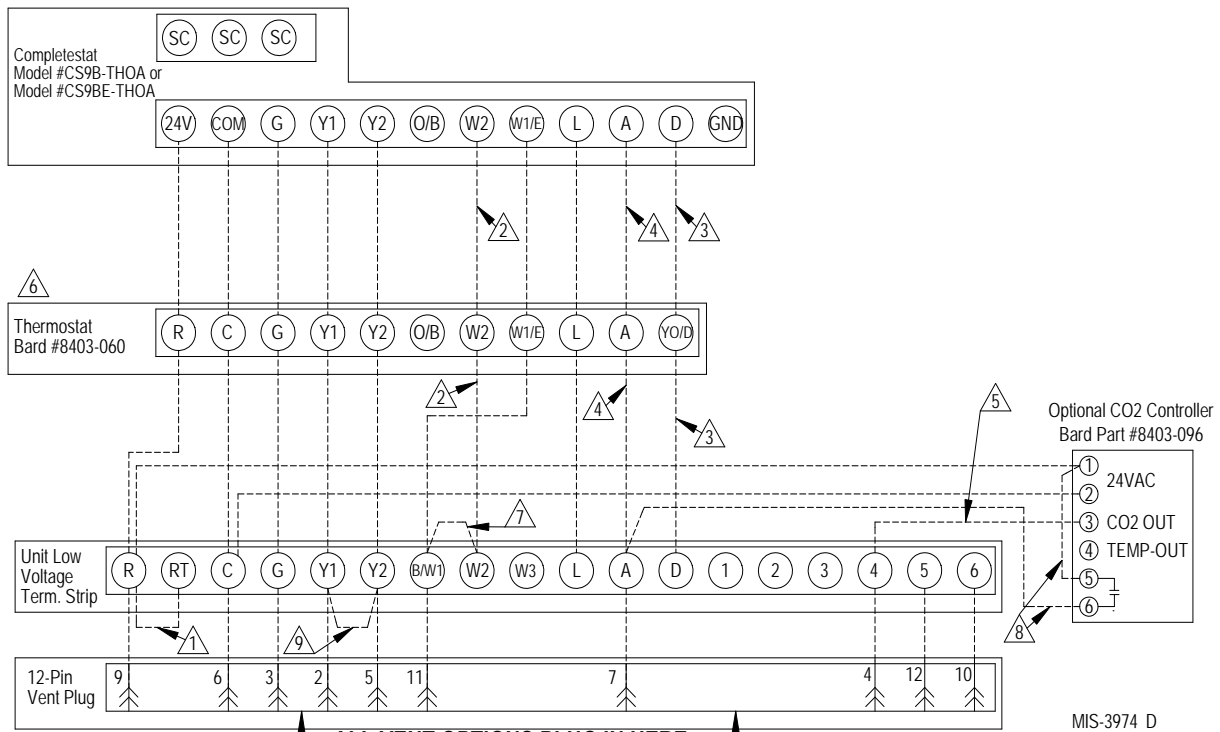 SC SC SC
Completestat
Model #CS9B-THOA or
Model #CS9BE-THOA
24V COM G Y1 Y2 O/B W2 W1/E L A D GND
2 4 3
6
Thermostat
Bard #8403-060
R C G Y1 Y2 O/B W2 W1/E L A YO/D
2 4 3 5
Optional CO2 Controller
Bard Part #8403-096
1 24VAC
2
3 CO2 OUT
4 TEMP-OUT
5
6
7
Unit Low
Voltage
Term. Strip
R RT C G Y1 Y2 B/W1 W2 W3 L A D 1 2 3 4 5 6
1 9 8
12-Pin
Vent Plug
9 6 3 2 5 11 7 4 12 10
MIS-3974 D